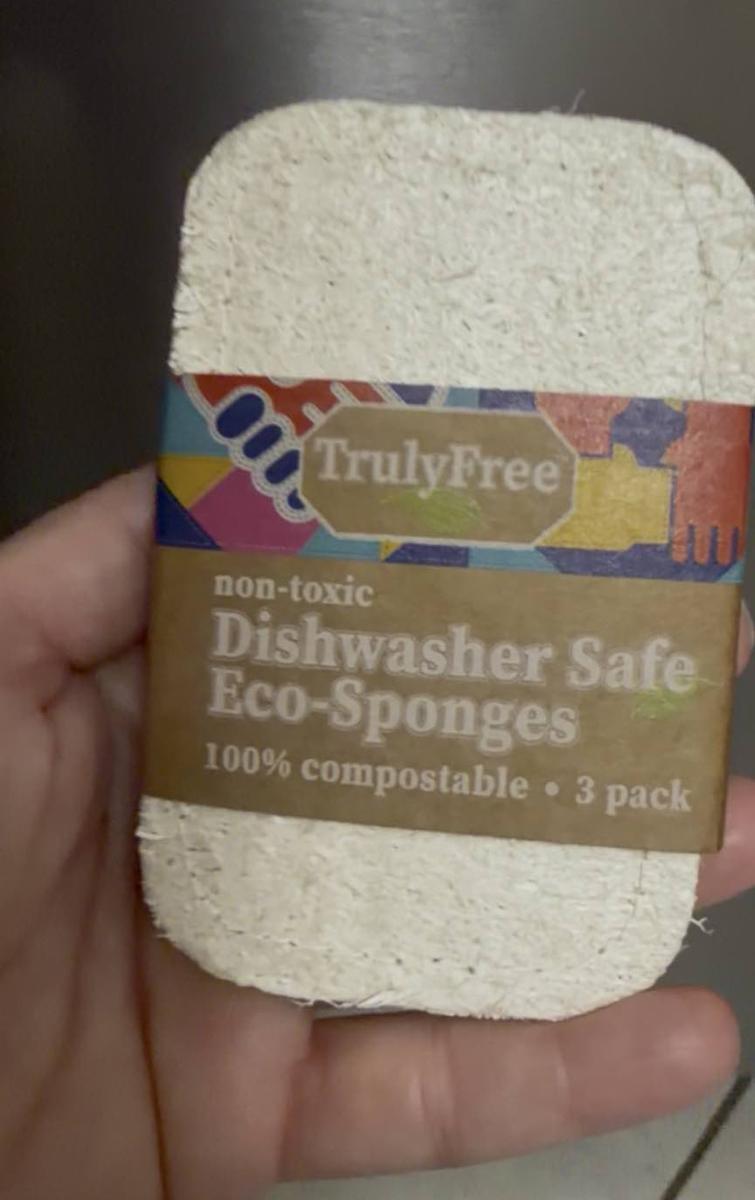 TrulyFree
non-toxic
Dishwasher Safe
Eco-Sponges
100% compostable • 3 pack